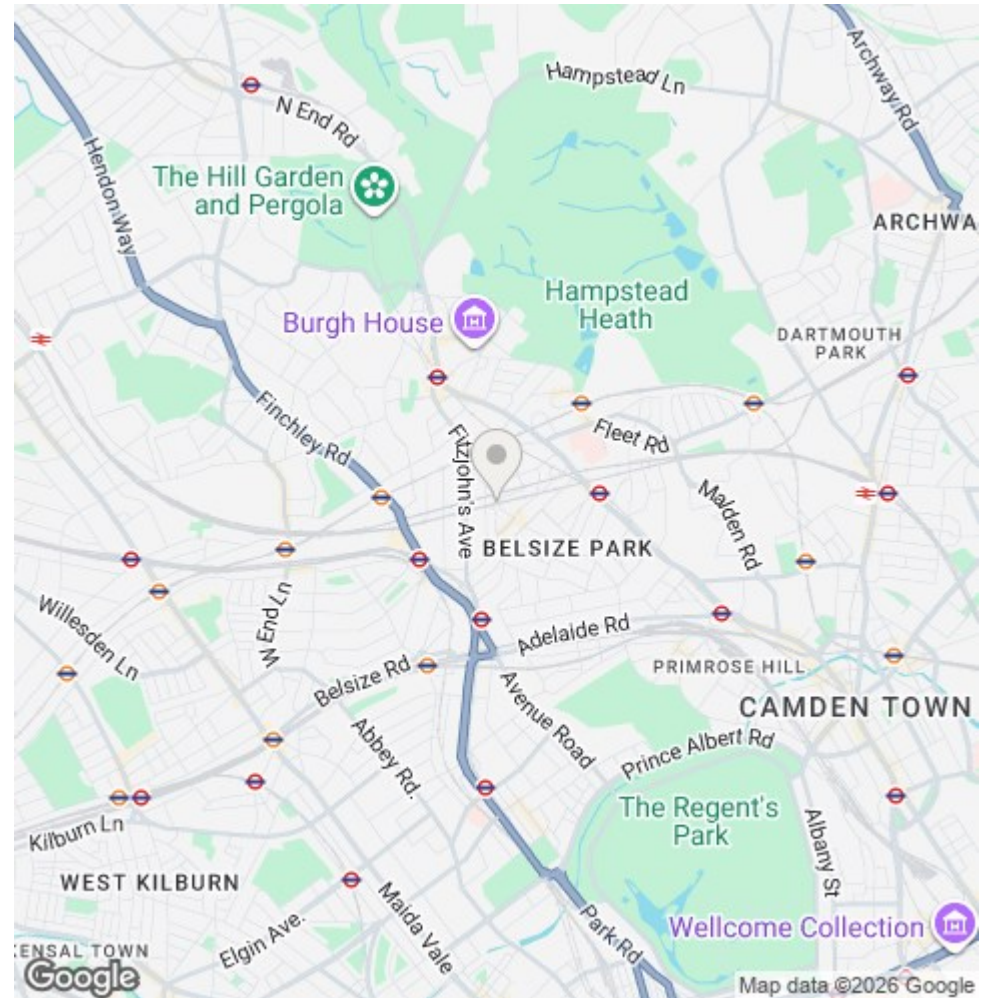 Hampstead Ln
Archway Rd
N End Rd
Hendon Way
The Hill Garden
and Pergola
ARCHWA
Hampstead
Heath
Burgh House
DARTMOUTH
PARK
Finchley Rd
Fitzjohn's Ave
Fleet Rd
Malden Rd
BELSIZE PARK
Willesden Ln
W End Ln
Adelaide Rd
Belsize Rd
PRIMROSE HILL
Avenue Road
CAMDEN TOWN
Abbey Rd.
Prince Albert Rd
The Regent's
Park
Albany St
Kilburn Ln
WEST KILBURN
Maida Vale
Elgin Ave.
Park Rd
Wellcome Collection
KENSAL TOWN
Google
Map data ©2026 Google